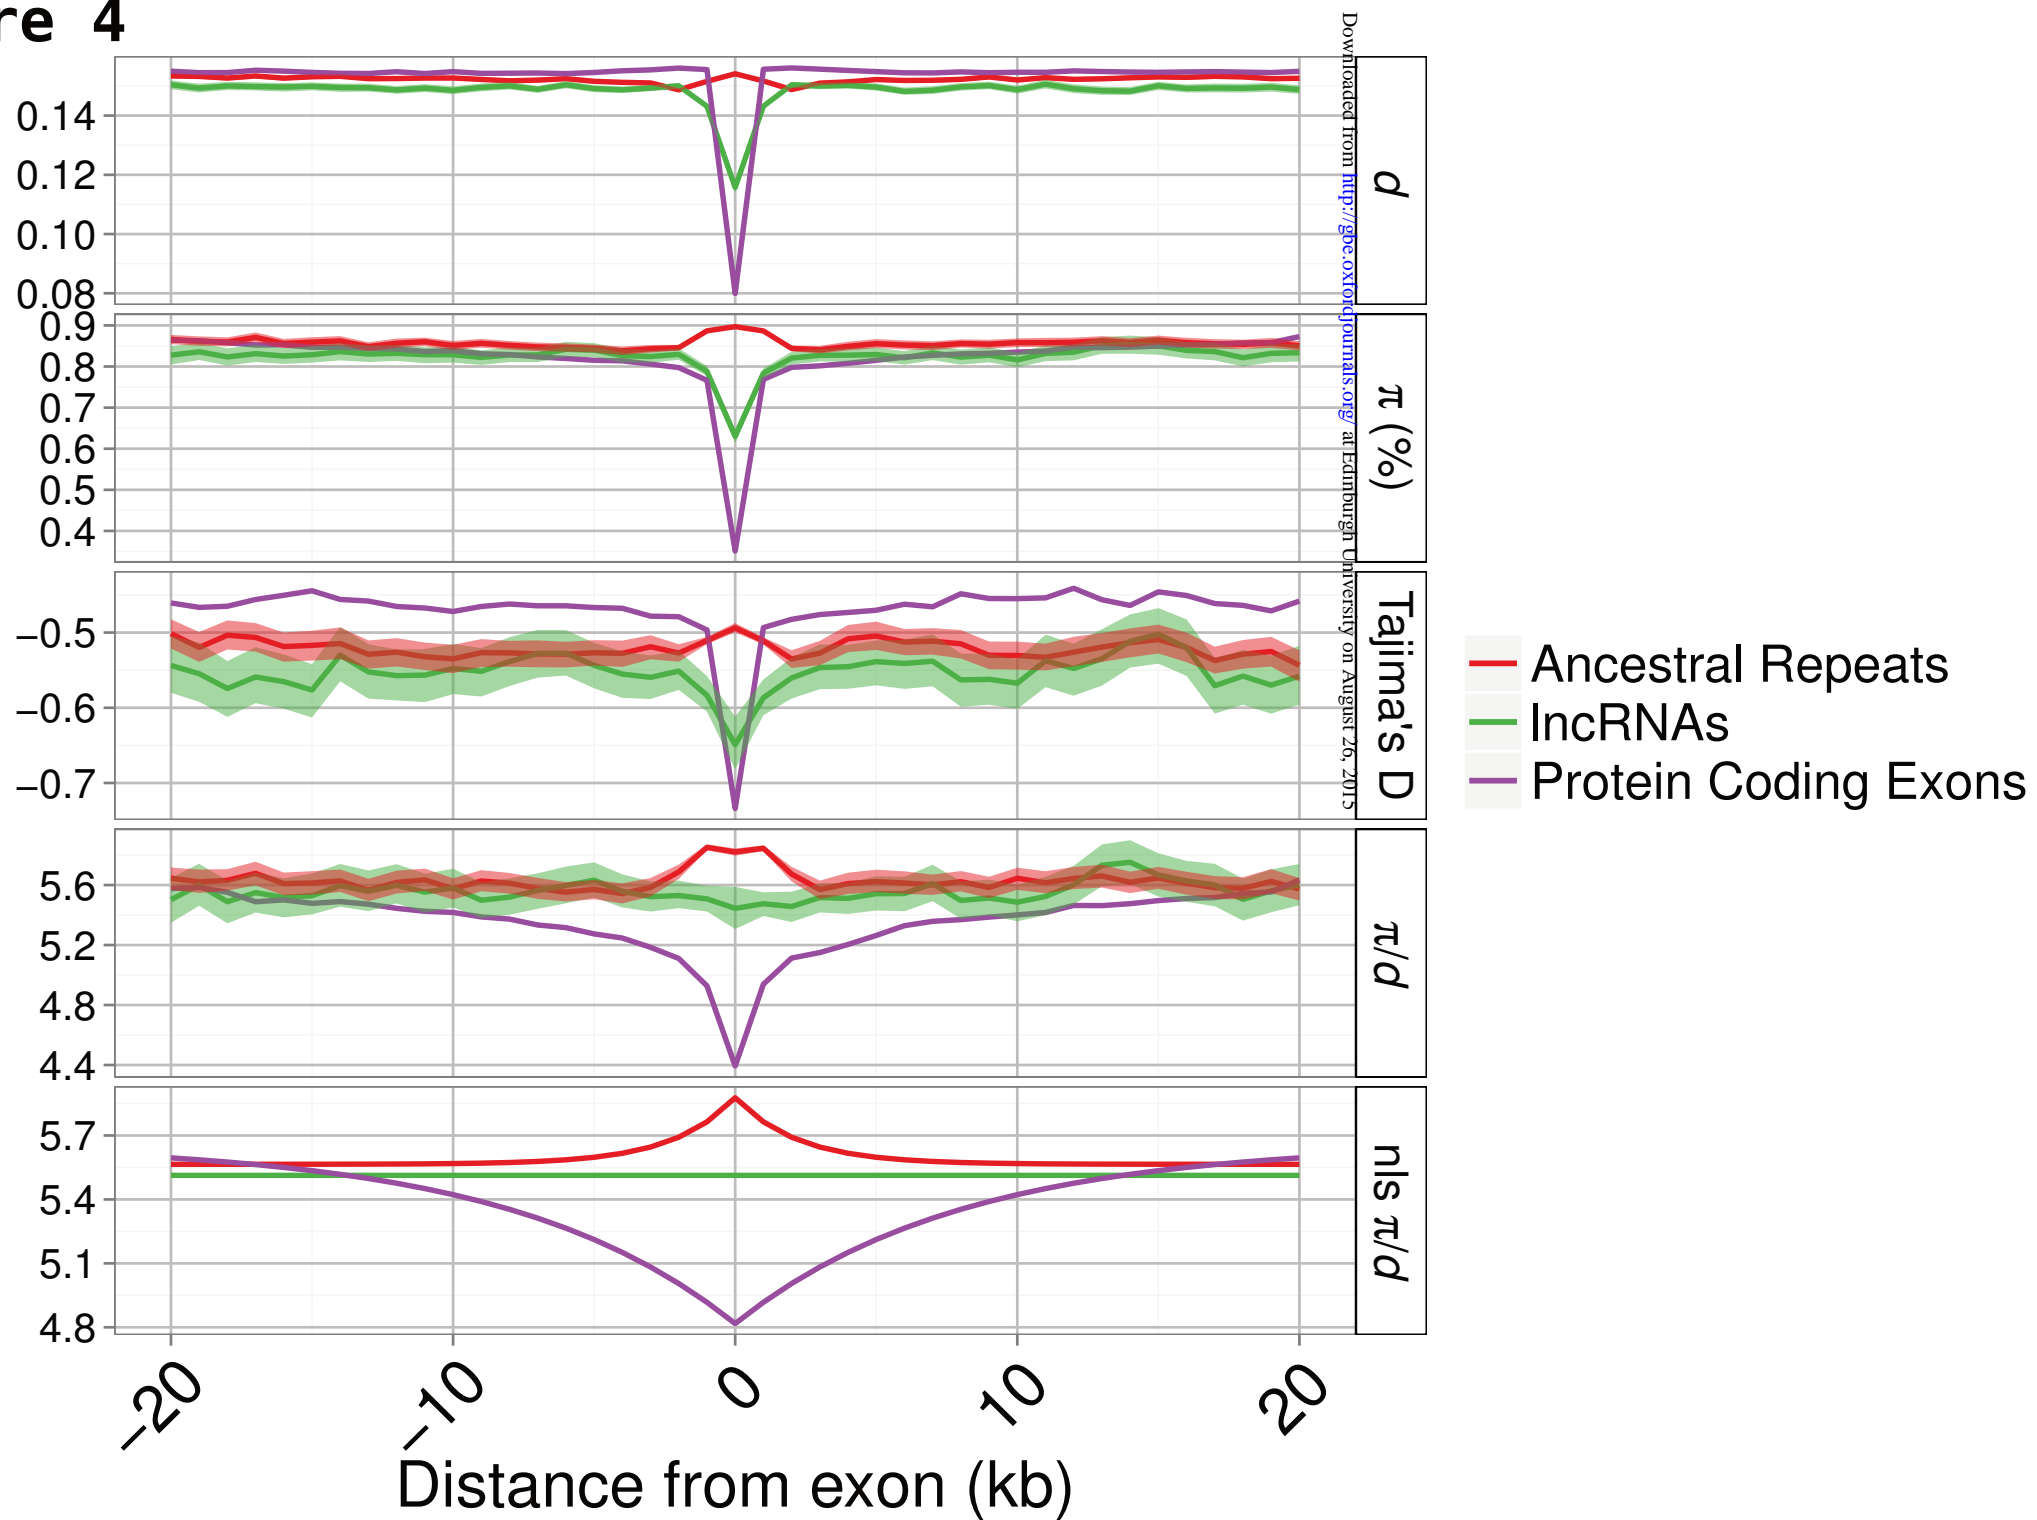 re 4
0.14
0.12
0.10
0.08
d
0.9
0.8
0.7
0.6
0.5
0.4
π (%)
−0.5
−0.6
−0.7
Tajima's D
5.6
5.2
4.8
4.4
π/d
5.7
5.4
5.1
4.8
nls π/d
−20
−10
0
10
20
Distance from exon (kb)
Ancestral Repeats
lncRNAs
Protein Coding Exons
Downloaded from http://gbe.oxfordjournals.org/ at Edinburgh University on August 26, 2015